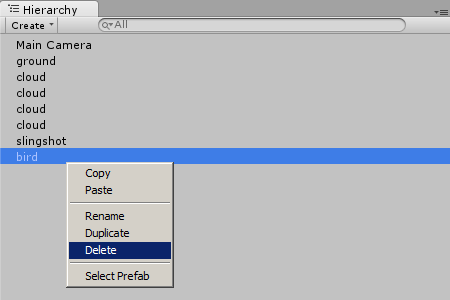 Hierarchy
Create All
Main Camera
ground
cloud
cloud
cloud
cloud
slingshot
bird
Copy
Paste
Rename
Duplicate
Delete
Select Prefab